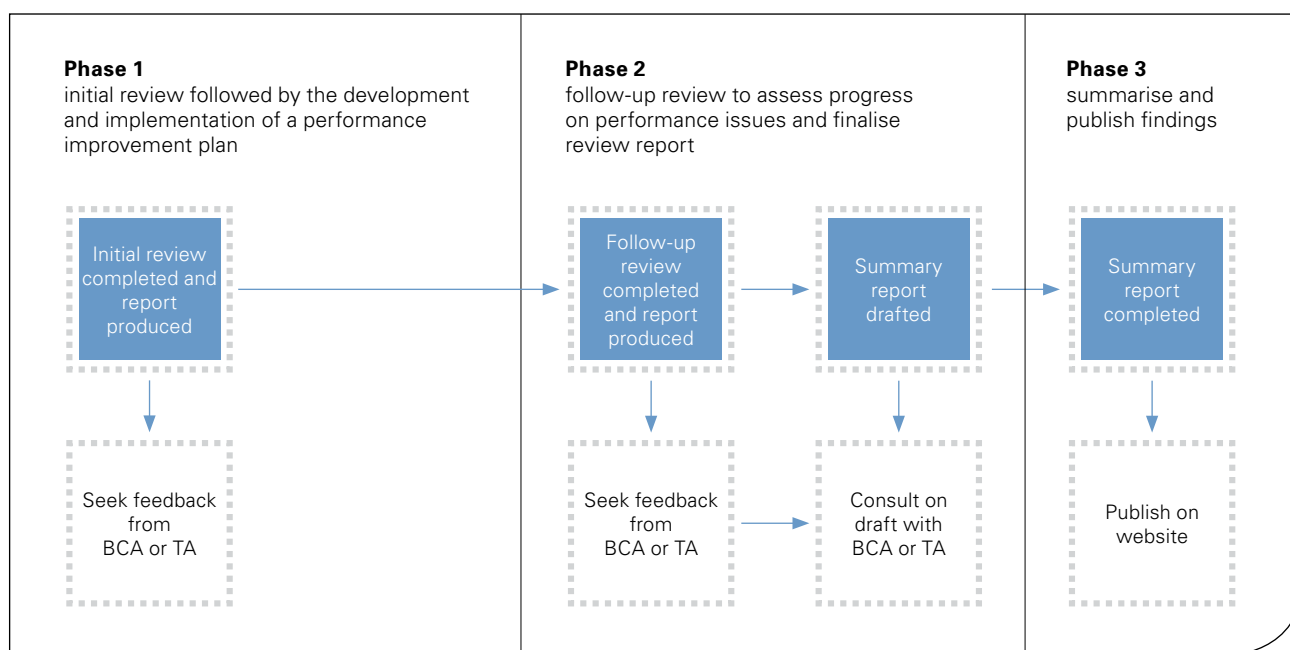 Phase 1
initial review followed by the development
and implementation of a performance
improvement plan
Phase 2
follow-up review to assess progress
on performance issues and finalise
review report
Phase 3
summarise and
publish findings
Initial review
completed and
report
produced
Follow-up
review
completed
and report
produced
Summary
report
drafted
Summary
report
completed
Seek feedback
from
BCA or TA
Seek feedback
from
BCA or TA
Consult on
draft with
BCA or TA
Publish on
website